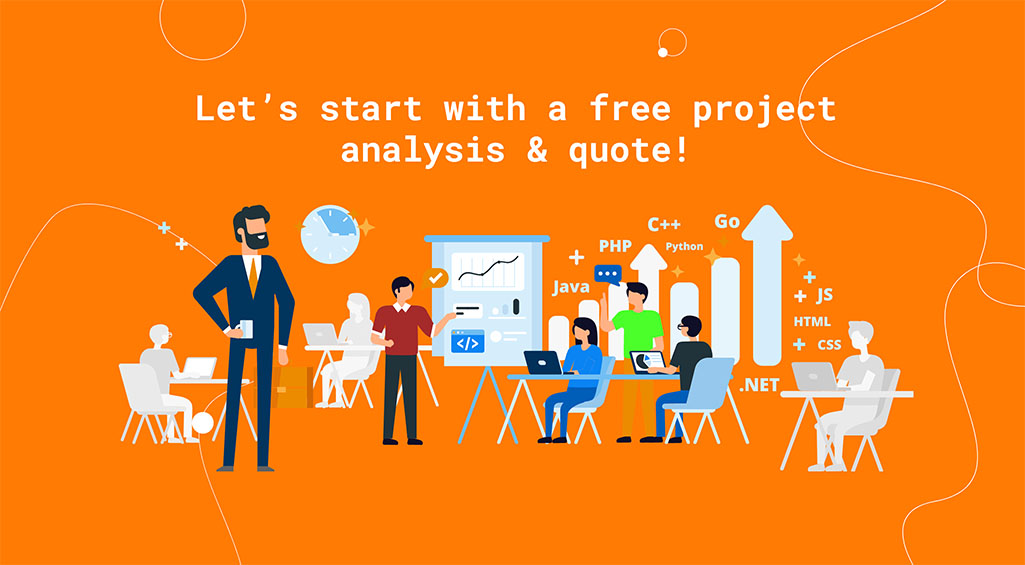 Let’s start with a free project
analysis & quote!
C++
Go
PHP
Python
Java
JS
HTML
CSS
.NET
</>